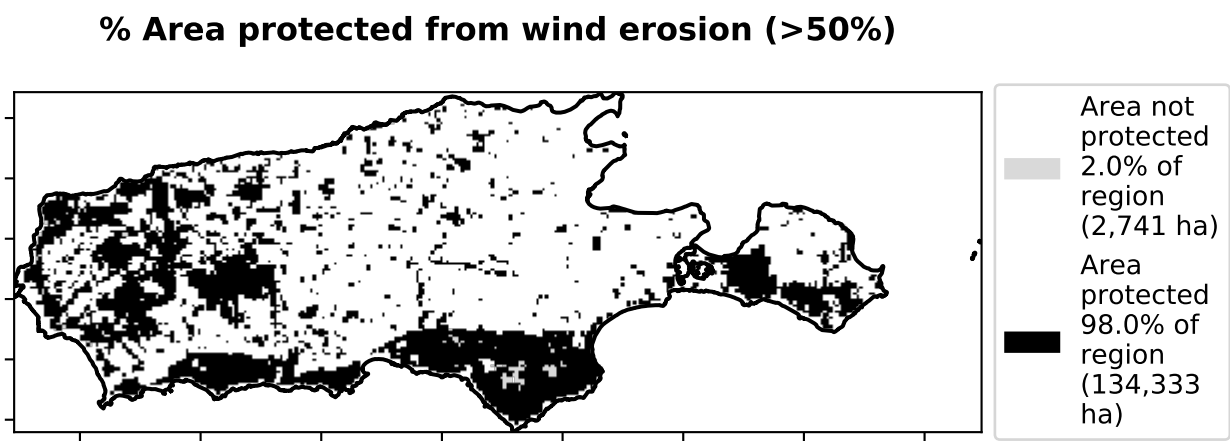 % Area protected from wind erosion (>50%)
Area not
protected
2.0% of
region
(2,741 ha)
Area
protected
98.0% of
region
(134,333
ha)